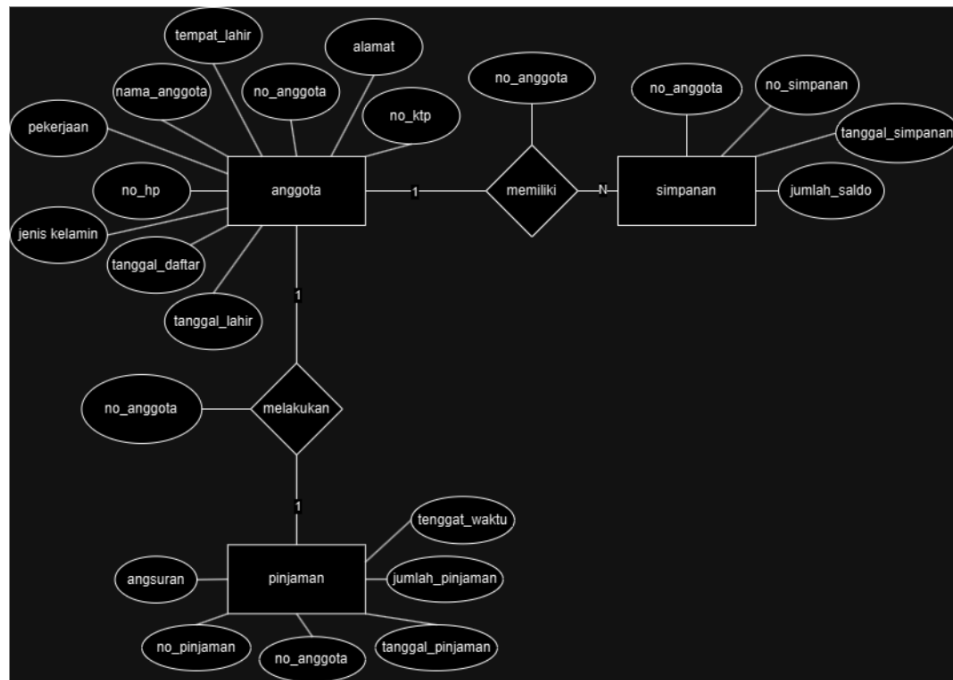 tempat_lahir
alamat
nama_anggota
no_anggota
no_anggota
no_anggota
no_simpanan
pekerjaan
no_ktp
tanggal_simpanan
no_hp
anggota
1
memiliki
N
simpanan
jumlah_saldo
jenis kelamin
tanggal_daftar
tanggal_lahir
1
no_anggota
melakukan
1
tenggat_waktu
angsuran
pinjaman
jumlah_pinjaman
no_pinjaman
no_anggota
tanggal_pinjaman